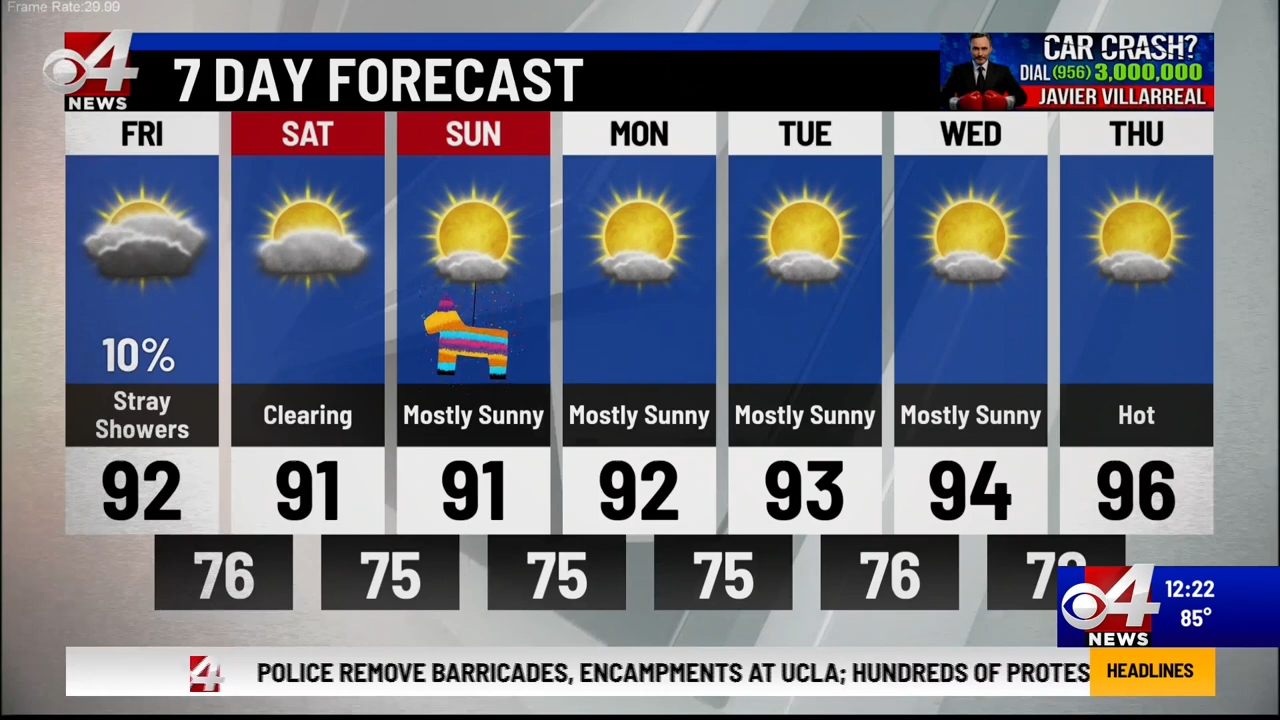 Frame Rate:29.99
4
NEWS
7 DAY FORECAST
CAR CRASH?
DIAL (956) 3,000,000
JAVIER VILLARREAL
FRI SAT SUN MON TUE WED THU
10%
Stray
Showers
Clearing
Mostly Sunny
Mostly Sunny
Mostly Sunny
Mostly Sunny
Hot
92 91 91 92 93 94 96
76 75 75 75 76
4
NEWS
12:22
85°
4
POLICE REMOVE BARRICADES, ENCAMPMENTS AT UCLA; HUNDREDS OF PROTES
HEADLINES